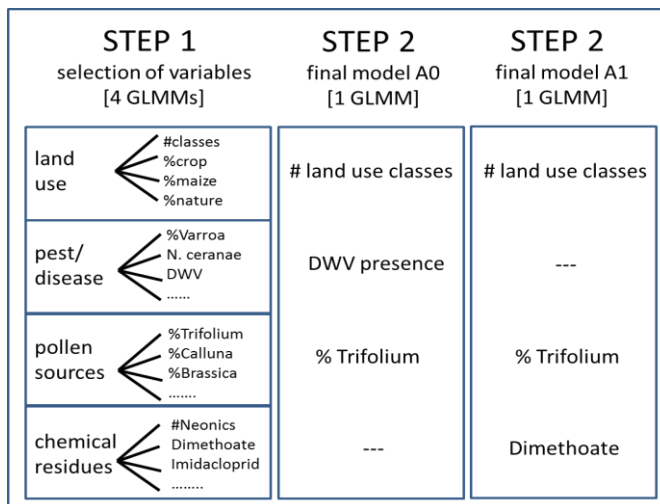 STEP 1
selection of variables
[4 GLMMs]
STEP 2
final model A0
[1 GLMM]
STEP 2
final model A1
[1 GLMM]
land
use
#classes
%crop
%maize
%nature
# land use classes
# land use classes
pest/
disease
%Varroa
N. ceranae
DWV
......
DWV presence
---
pollen
sources
%Trifolium
%Calluna
%Brassica
.......
% Trifolium
% Trifolium
chemical
residues
#Neonics
Dimethoate
Imidacloprid
........
---
Dimethoate